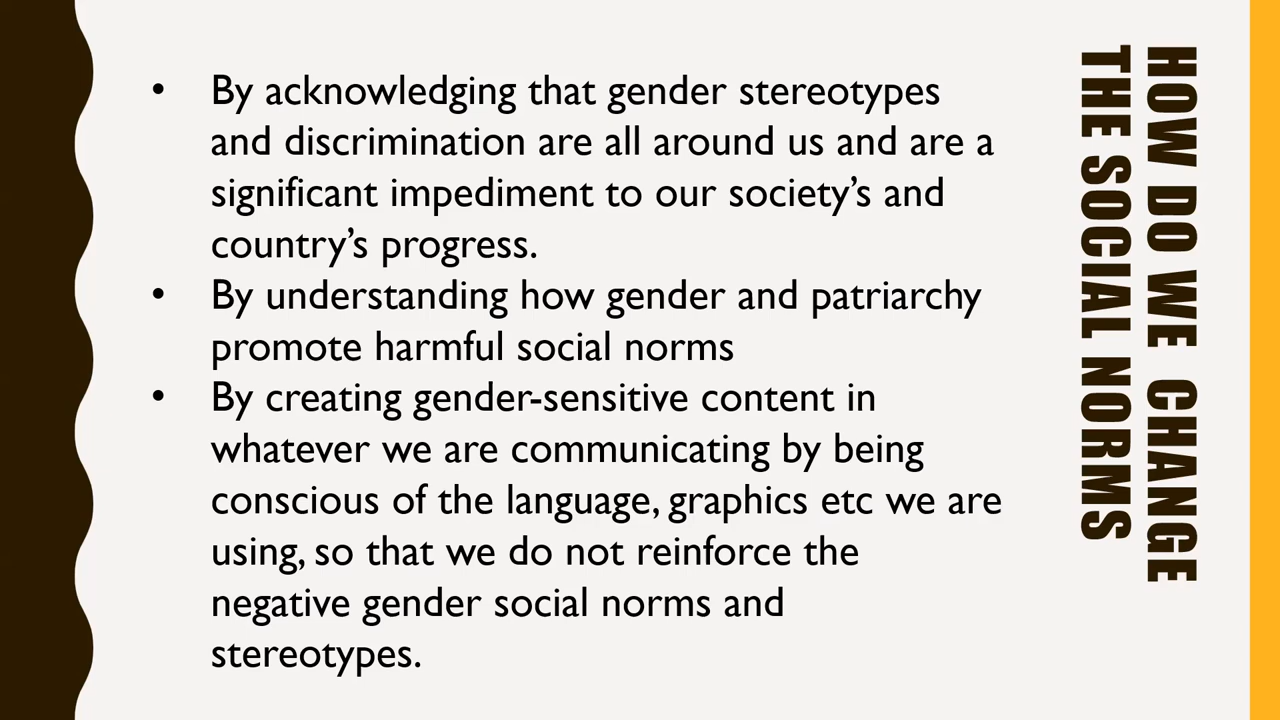 HOW DO WE CHANGE
THE SOCIAL NORMS
• By acknowledging that gender stereotypes
and discrimination are all around us and are a
significant impediment to our society’s and
country’s progress.
• By understanding how gender and patriarchy
promote harmful social norms
• By creating gender-sensitive content in
whatever we are communicating by being
conscious of the language, graphics etc we are
using, so that we do not reinforce the
negative gender social norms and
stereotypes.